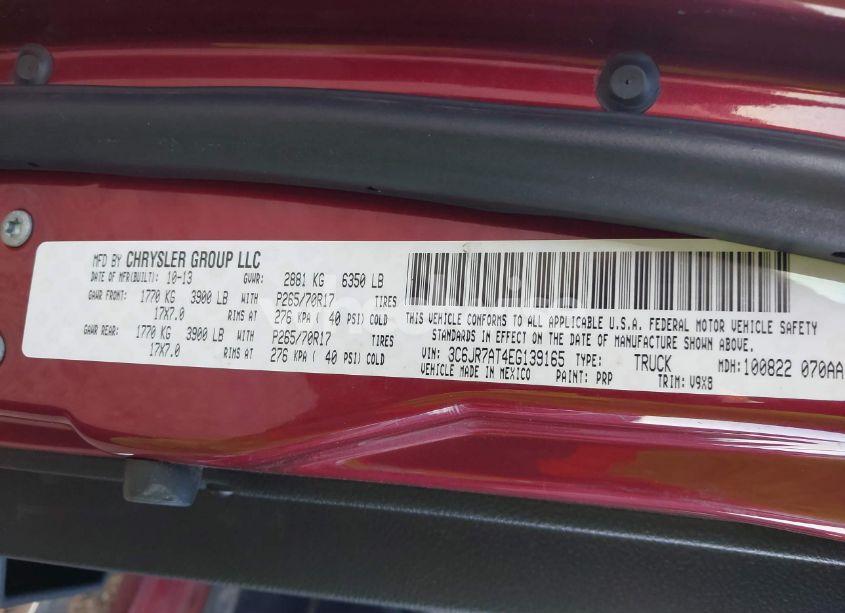 MFD BY CHRYSLER GROUP LLC
DATE OF MFR(BUILT): 10-13 GVWR: 2881 KG 6350 LB
GAWR FRONT: 1770 KG 3900 LB WITH P265/70R17 TIRES
17X7.0 RIMS AT 276 KPA ( 40 PSI) COLD
GAWR REAR: 1770 KG 3900 LB WITH P265/70R17 TIRES
17X7.0 RIMS AT 276 KPA ( 40 PSI) COLD
THIS VEHICLE CONFORMS TO ALL APPLICABLE U.S.A. FEDERAL MOTOR VEHICLE SAFETY
STANDARDS IN EFFECT ON THE DATE OF MANUFACTURE SHOWN ABOVE.
VIN: 3C6JR7AT4EG139165 TYPE: TRUCK MDH: 100822 070AA
VEHICLE MADE IN MEXICO PAINT: PRP TRIM: V9X8